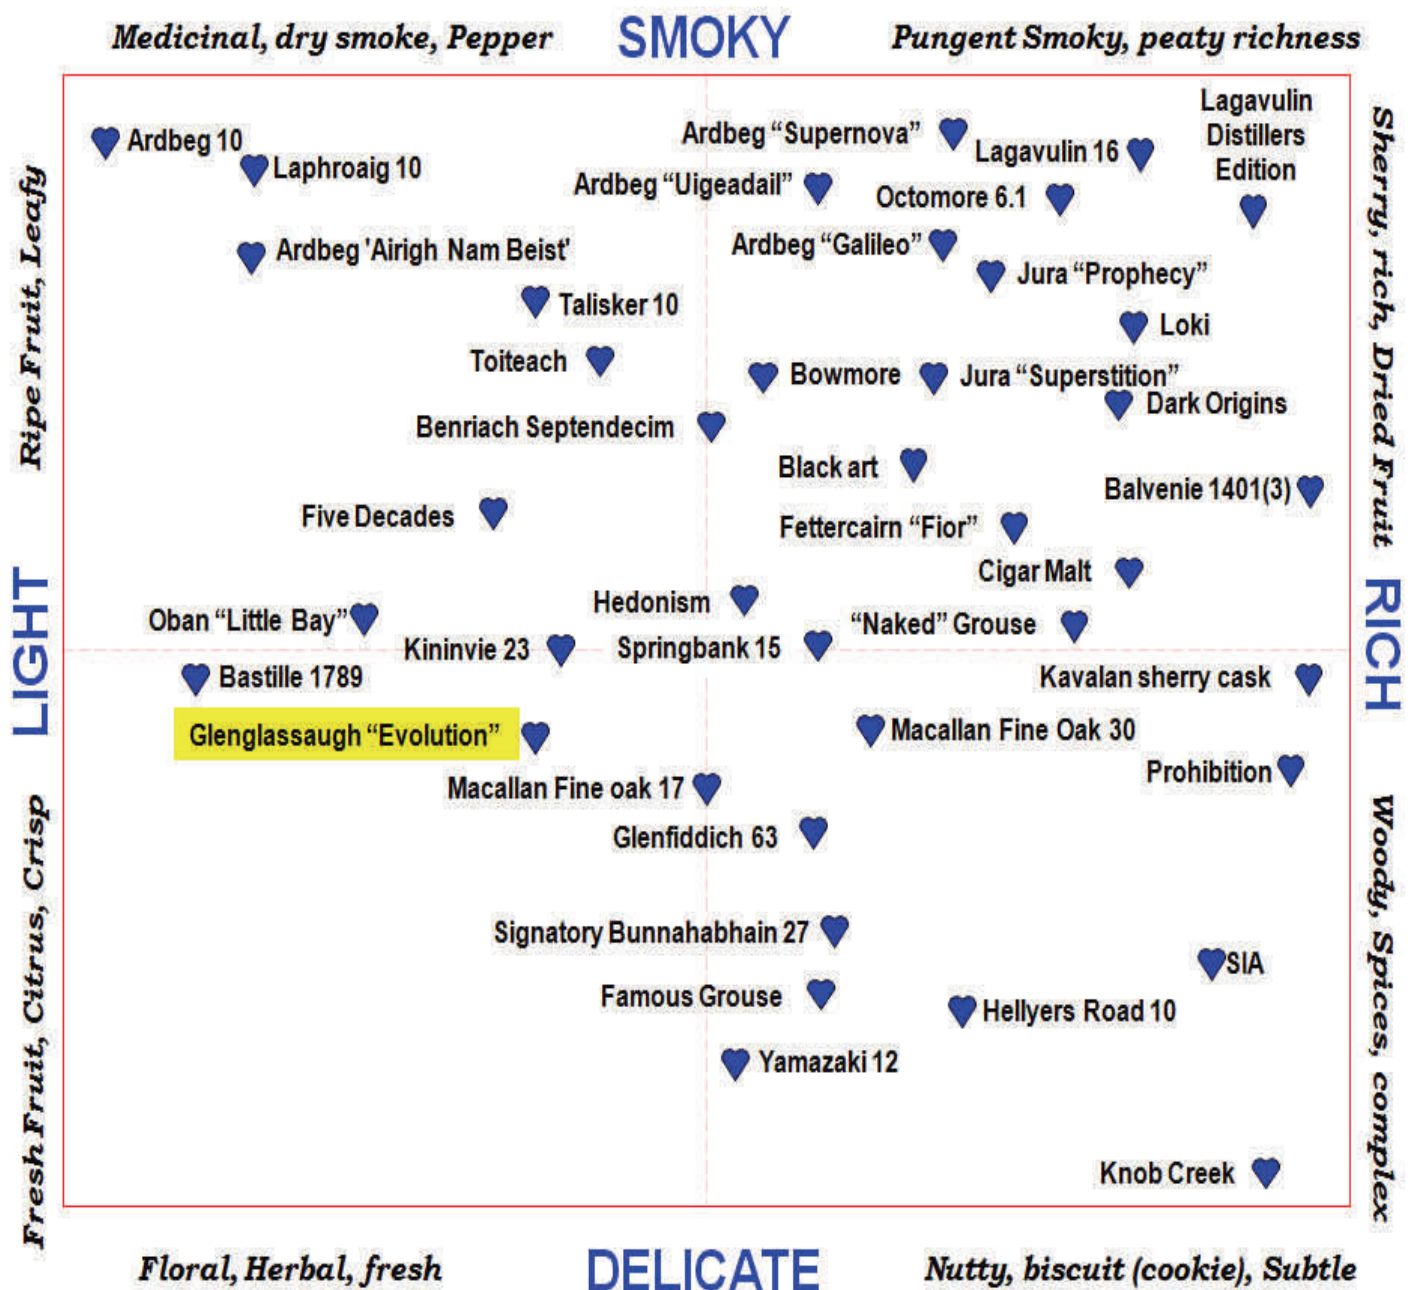 Medicinal, dry smoke, Pepper
SMOKY
Pungent Smoky, peaty richness
Ripe Fruit, Leafy
LIGHT
Fresh Fruit, Citrus, Crisp
Sherry, rich, Dried Fruit
RICH
Woody, Spices, complex
Ardbeg 10
Laphroaig 10
Ardbeg “Supernova”
Lagavulin 16
Lagavulin
Distillers
Edition
Ardbeg “Uigeadail”
Octomore 6.1
Ardbeg 'Airigh Nam Beist'
Ardbeg “Galileo”
Jura “Prophecy”
Talisker 10
Loki
Toiteach
Bowmore
Jura “Superstition”
Dark Origins
Benriach Septendecim
Black art
Balvenie 1401(3)
Five Decades
Fettercairn “Fior”
Cigar Malt
Hedonism
Oban “Little Bay”
“Naked” Grouse
Kininvie 23
Springbank 15
Bastille 1789
Kavalan sherry cask
Glenglassaugh “Evolution”
Macallan Fine Oak 30
Prohibition
Macallan Fine oak 17
Glenfiddich 63
Signatory Bunnahabhain 27
SIA
Famous Grouse
Hellyers Road 10
Yamazaki 12
Knob Creek
Floral, Herbal, fresh
DELICATE
Nutty, biscuit (cookie), Subtle